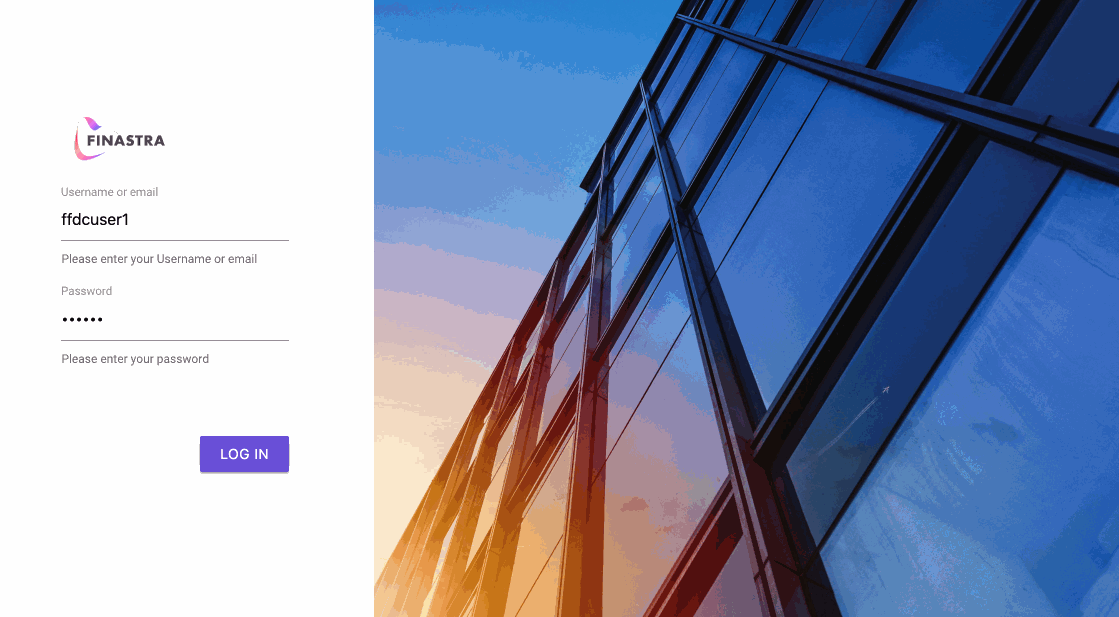 FINASTRA
Username or email
ffdcuser1
Please enter your Username or email
Password
••••••
Please enter your password
LOG IN